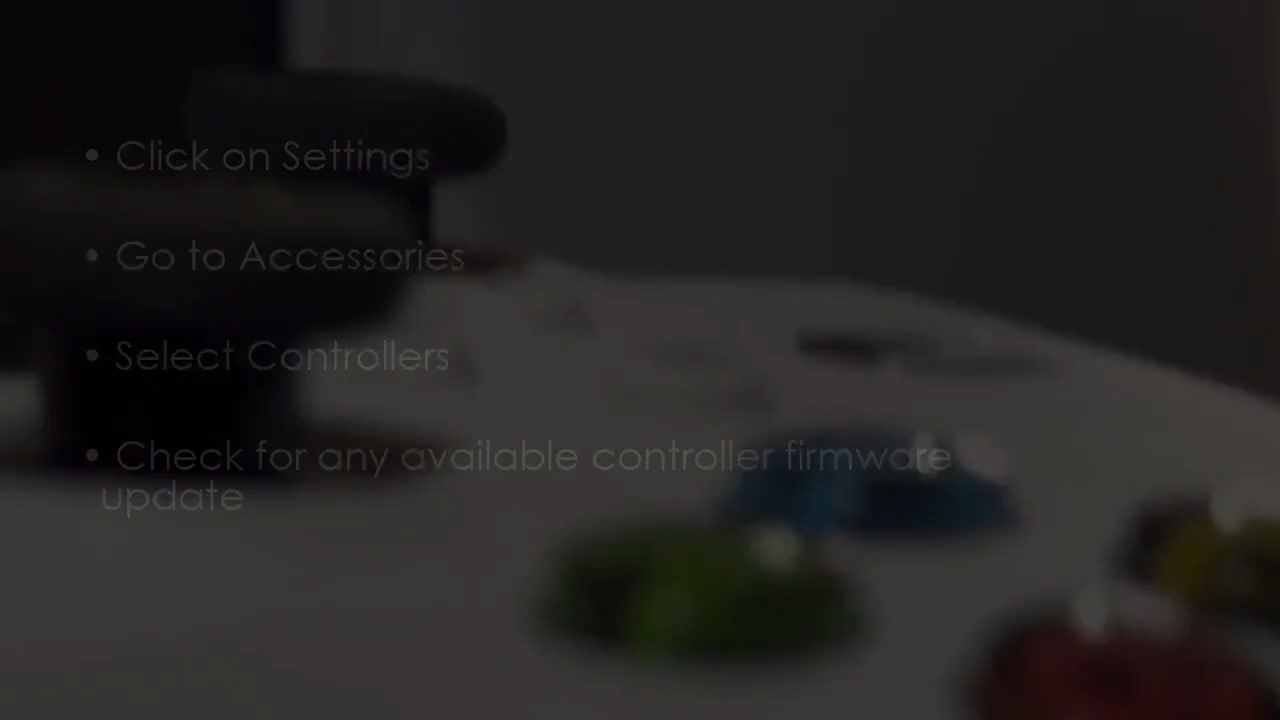 • Click on Settings
• Go to Accessories
• Select Controllers
• Check for any available controller firmware
update